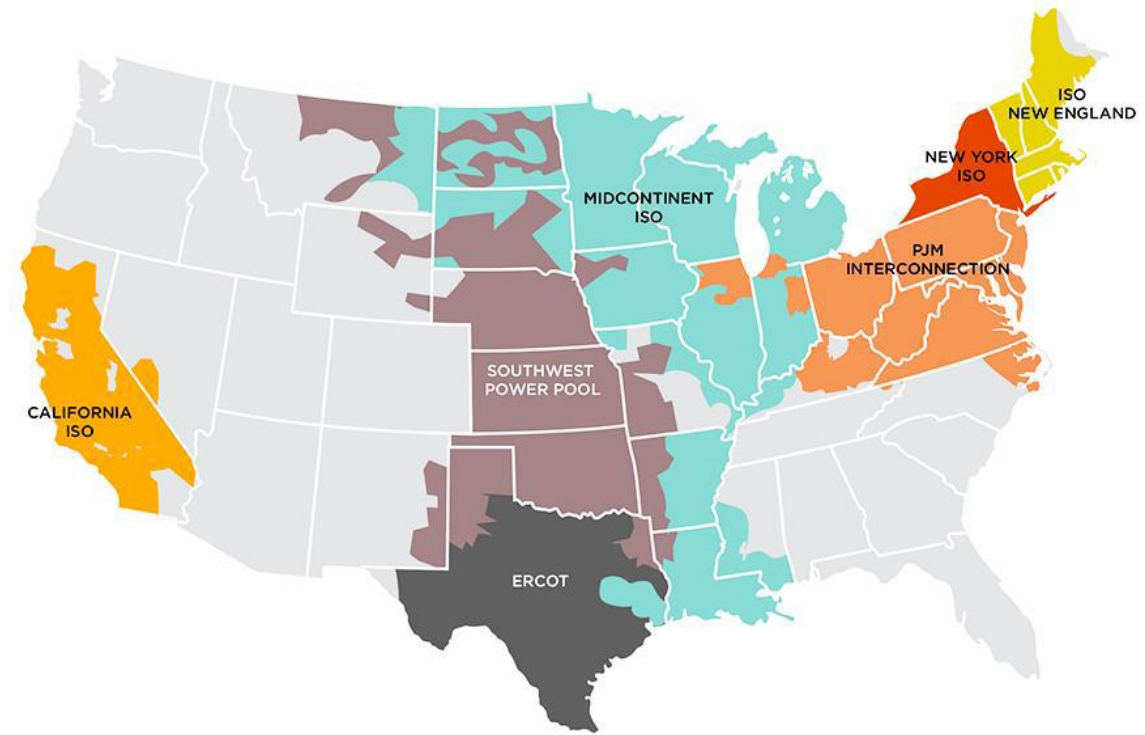 ISO
NEW ENGLAND
NEW YORK
ISO
MIDCONTINENT
ISO
PJM
INTERCONNECTION
SOUTHWEST
POWER POOL
CALIFORNIA
ISO
ERCOT